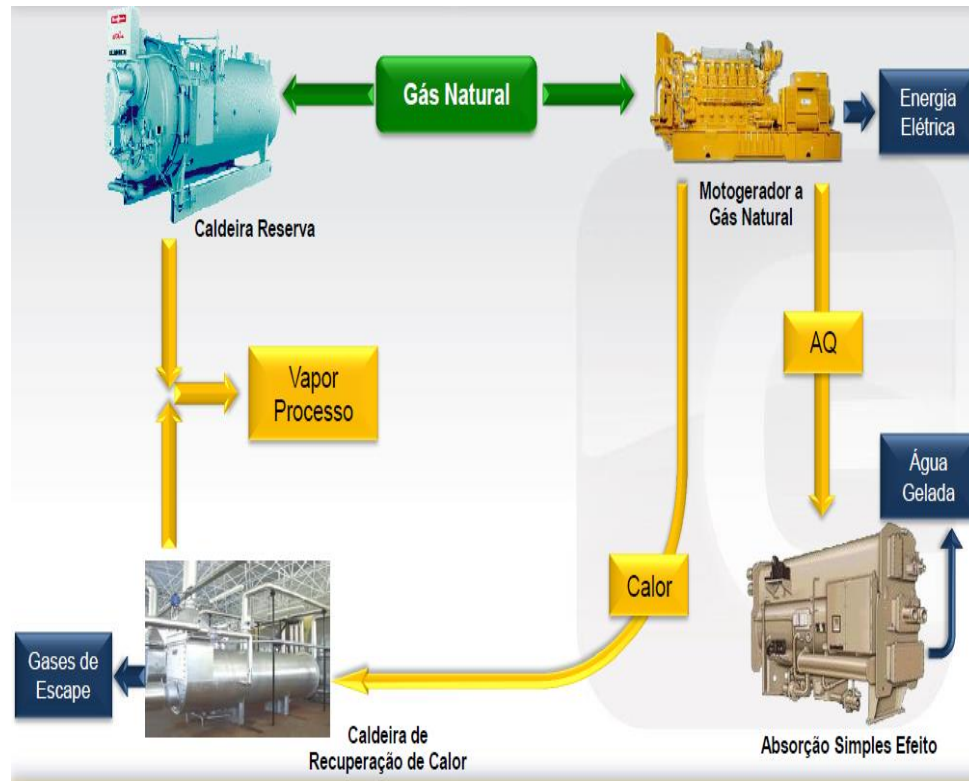 Gás Natural
Energia
Elétrica
Motogerador a
Gás Natural
Caldeira Reserva
AQ
Vapor
Processo
Água
Gelada
Calor
Gases de
Escape
Caldeira de
Recuperação de Calor
Absorção Simples Efeito